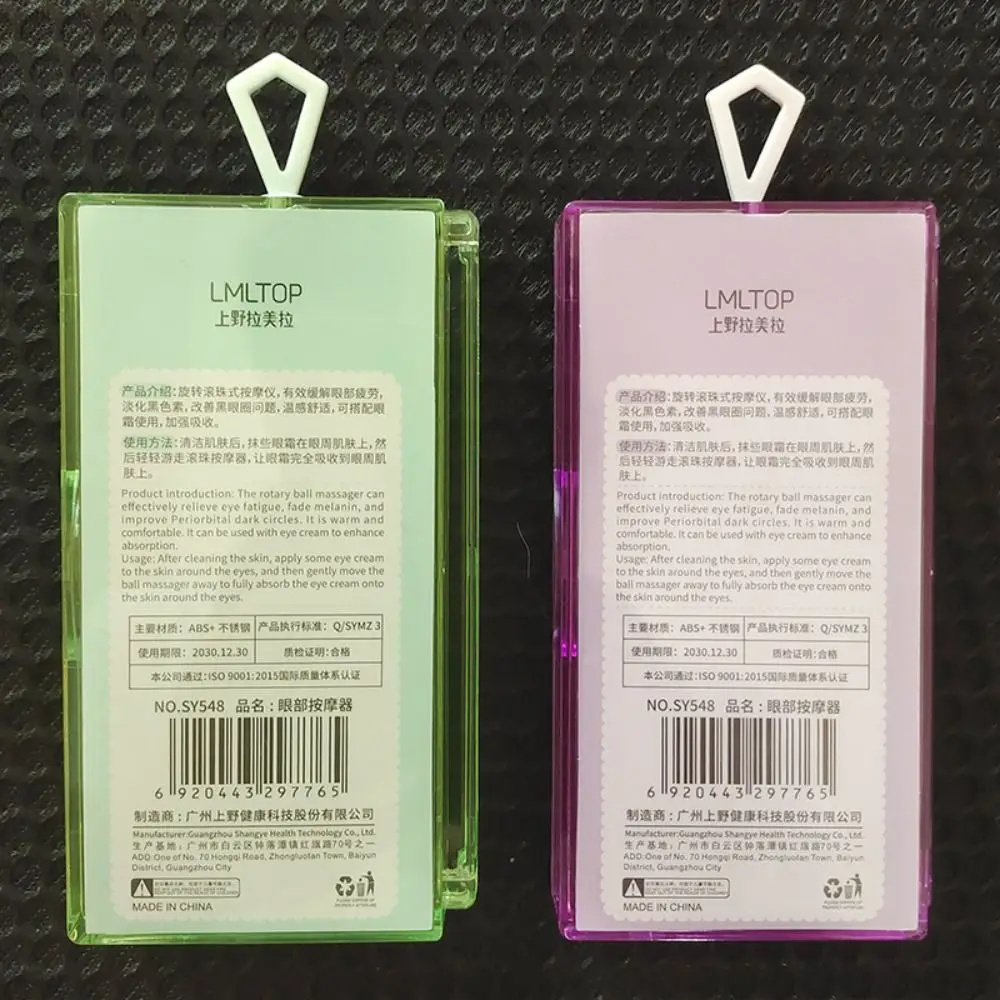 LMLTOP
上野拉美拉
产品介绍:旋转滚珠式按摩仪,有效缓解眼部疲劳,
淡化黑色素,改善黑眼圈问题,温感舒适,可搭配眼
霜使用,加强吸收。
使用方法:清洁肌肤后,抹些眼霜在眼周肌肤上,然
后轻轻游走滚珠按摩器,让眼霜完全吸收到眼周肌
肤上。
Product introduction: The rotary ball massager can
effectively relieve eye fatigue, fade melanin, and
improve Periorbital dark circles. It is warm and
comfortable. It can be used with eye cream to enhance
absorption.
Usage: After cleaning the skin, apply some eye cream
to the skin around the eyes, and then gently move the
ball massager away to fully absorb the eye cream onto
the skin around the eyes.
主要材质: ABS+ 不锈钢 产品执行标准: Q/SYMZ 3
使用期限: 2030.12.30 质检证明:合格
本公司通过:ISO 9001:2015国际质量体系认证
NO.SY548 品名:眼部按摩器
6 920443 297765
制造商:广州上野健康科技股份有限公司
Manufacturer:Guangzhou Shangye Health Technology Co., Ltd.
生产基地:广州市白云区钟落潭镇红旗路70号之一
ADD:One of No. 70 Hongqi Road, Zhongluofan Town, Baiyun
District, Guangzhou City
PLEASE DISPOSE OF
PROPERLY AFTER USE
MADE IN CHINA
LMLTOP
上野拉美拉
产品介绍:旋转滚珠式按摩仪,有效缓解眼部疲劳,
淡化黑色素,改善黑眼圈问题,温感舒适,可搭配眼
霜使用,加强吸收。
使用方法:清洁肌肤后,抹些眼霜在眼周肌肤上,然
后轻轻游走滚珠按摩器,让眼霜完全吸收到眼周肌
肤上。
Product introduction: The rotary ball massager can
effectively relieve eye fatigue, fade melanin, and
improve Periorbital dark circles. It is warm and
comfortable. It can be used with eye cream to enhance
absorption.
Usage: After cleaning the skin, apply some eye cream
to the skin around the eyes, and then gently move the
ball massager away to fully absorb the eye cream onto
the skin around the eyes.
主要材质: ABS+ 不锈钢 产品执行标准: Q/SYMZ 3
使用期限: 2030.12.30 质检证明:合格
本公司通过:ISO 9001:2015国际质量体系认证
NO.SY548 品名:眼部按摩器
6 920443 297765
制造商:广州上野健康科技股份有限公司
Manufacturer:Guangzhou Shangye Health Technology Co., Ltd.
生产基地:广州市白云区钟落潭镇红旗路70号之一
ADD:One of No. 70 Hongqi Road, Zhongluofan Town, Baiyun
District, Guangzhou City
PLEASE DISPOSE OF
PROPERLY AFTER USE
MADE IN CHINA